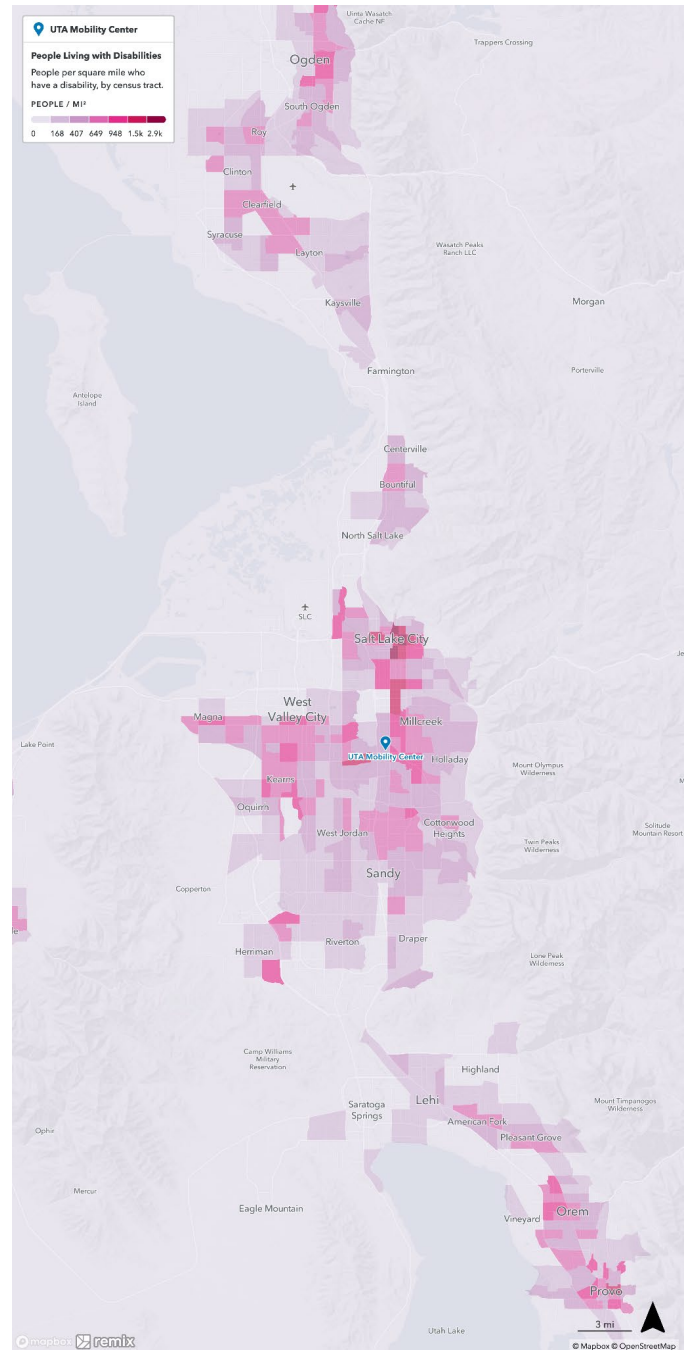 UTA Mobility Center
People Living with Disabilities
People per square mile who
have a disability, by census tract.
PEOPLE / MI²
0 168 407 649 948 1.5k 2.9k
Uinta Wasatch
Cache NF
Trappers Crossing
Ogden
South Ogden
Roy
Clinton
Clearfield
Syracuse
Layton
Wasatch Peaks
Ranch LLC
Kaysville
Morgan
Farmington
Porterville
Antelope
Island
Centerville
Bountiful
North Salt Lake
SLC
Salt Lake City
Je
West
Valley City
Magna
Millcreek
Lake Point
UTA Mobility Center
Holladay
Mount Olympus
Wilderness
M
Kearns
Oquirrh
West Jordan
Cottonwood
Heights
Solitude
Mountain Resort
Twin Peaks
Wilderness
Sandy
Copperton
le
Herriman
Riverton
Draper
Lone Peak
Wilderness
Camp Williams
Military
Reservation
Highland
Saratoga
Springs
Lehi
American Fork
Mount Timpanogos
Wilderness
Ophir
Pleasant Grove
Mercur
Eagle Mountain
Vineyard
Orem
Provo
3 mi
Utah Lake
mapbox remix
© Mapbox © OpenStreetMap